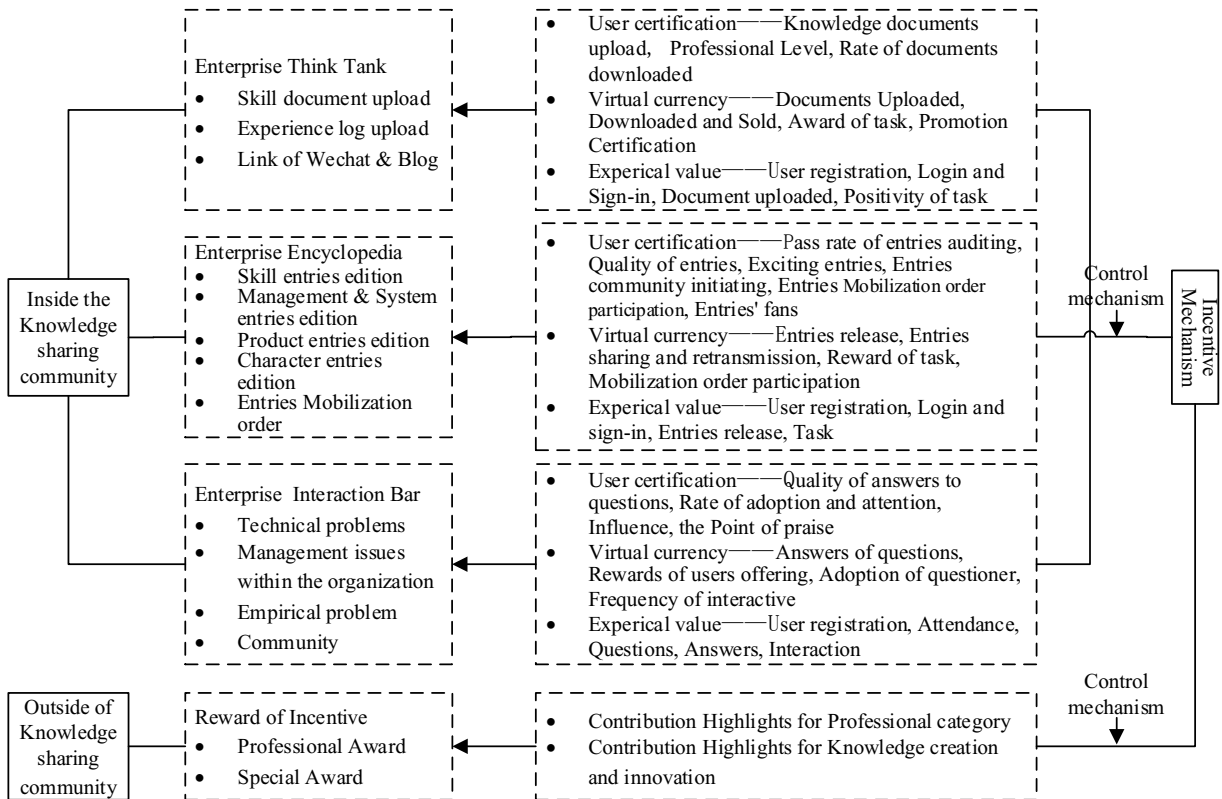 Inside the
Knowledge
sharing
community
Enterprise Think Tank
• Skill document upload
• Experience log upload
• Link of Wechat & Blog
• User certification——Knowledge documents
upload, Professional Level, Rate of documents
downloaded
• Virtual currency——Documents Uploaded,
Downloaded and Sold, Award of task, Promotion
Certification
• Experical value——User registration, Login and
Sign-in, Document uploaded, Positivity of task
Enterprise Encyclopedia
• Skill entries edition
• Management & System
entries edition
• Product entries edition
• Character entries
edition
• Entries Mobilization
order
• User certification——Pass rate of entries auditing,
Quality of entries, Exciting entries, Entries
community initiating, Entries Mobilization order
participation, Entries' fans
• Virtual currency——Entries release, Entries
sharing and retransmission, Reward of task,
Mobilization order participation
• Experical value——User registration, Login and
sign-in, Entries release, Task
Control
mechanism
Incentive
Mechanism
Enterprise Interaction Bar
• Technical problems
• Management issues
within the organization
• Empirical problem
• Community
• User certification——Quality of answers to
questions, Rate of adoption and attention,
Influence, the Point of praise
• Virtual currency——Answers of questions,
Rewards of users offering, Adoption of questioner,
Frequency of interactive
• Experical value——User registration, Attendance,
Questions, Answers, Interaction
Outside of
Knowledge
sharing
community
Reward of Incentive
• Professional Award
• Special Award
• Contribution Highlights for Professional category
• Contribution Highlights for Knowledge creation
and innovation
Control
mechanism